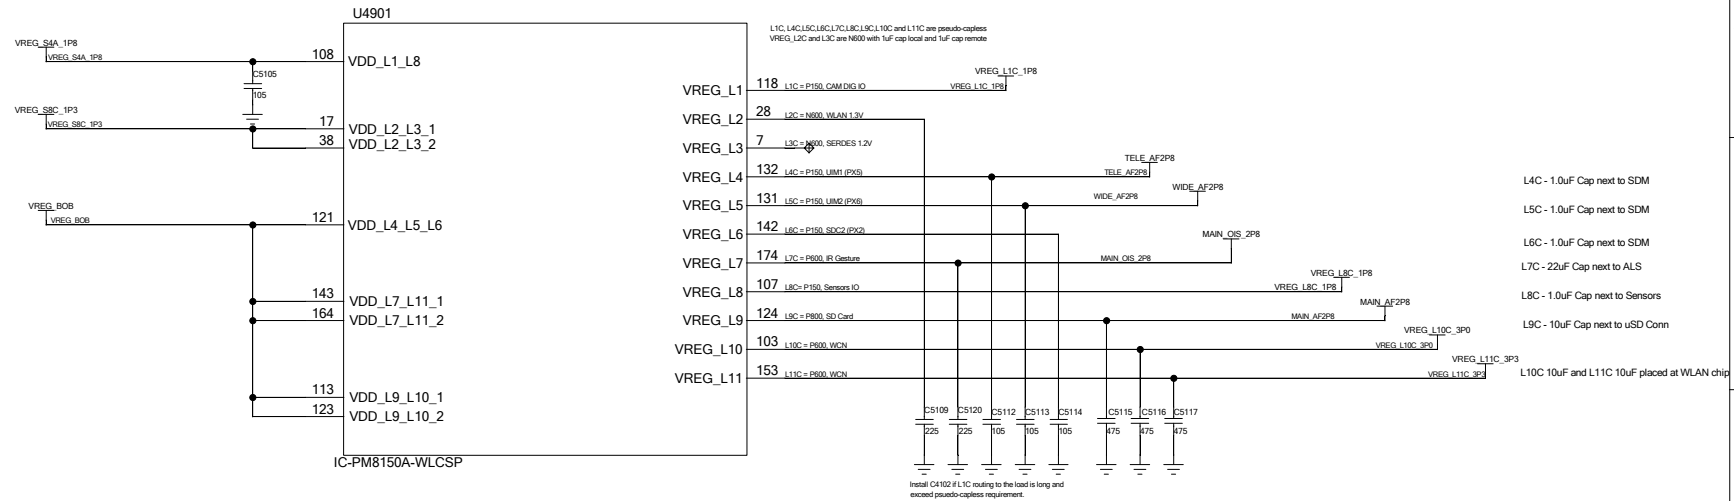 U4901
L1C, L4C,L5C,L6C,L7C,L8C,L9C,L10C and L11C are pseudo-capless
VREG_L2C and L3C are N600 with 1uF cap local and 1uF cap remote
VREG_S4A_1P8
VREG_S4A_1P8
108
VDD_L1_L8
C5105
105
VREG_S8C_1P3
VREG_S8C_1P3
17
VDD_L2_L3_1
38
VDD_L2_L3_2
VREG_BOB
VREG_BOB
121
VDD_L4_L5_L6
143
VDD_L7_L11_1
164
VDD_L7_L11_2
113
VDD_L9_L10_1
123
VDD_L9_L10_2
IC-PM8150A-WLCSP
VREG_L1
118
L1C = P150, CAM DIG IO
VREG_L1C_1P8
VREG_L1C_1P8
VREG_L2
28
L2C = N600, WLAN 1.3V
VREG_L3
7
L3C = N600, SERDES 1.2V
VREG_L4
132
L4C = P150, UIM1 (PX5)
TELE_AF2P8
TELE_AF2P8
L4C - 1.0uF Cap next to SDM
VREG_L5
131
L5C = P150, UIM2 (PX6)
WIDE_AF2P8
WIDE_AF2P8
L5C - 1.0uF Cap next to SDM
VREG_L6
142
L6C = P150, SDC2 (PX2)
L6C - 1.0uF Cap next to SDM
VREG_L7
174
L7C = P600, IR Gesture
MAIN_OIS_2P8
MAIN_OIS_2P8
L7C - 22uF Cap next to ALS
VREG_L8
107
L8C= P150, Sensors IO
VREG_L8C_1P8
VREG_L8C_1P8
L8C - 1.0uF Cap next to Sensors
VREG_L9
124
L9C = P800, SD Card
MAIN_AF2P8
MAIN_AF2P8
L9C - 10uF Cap next to uSD Conn
VREG_L10
103
L10C = P600, WCN
VREG_L10C_3P0
VREG_L10C_3P0
VREG_L11
153
L11C = P600, WCN
VREG_L11C_3P3
VREG_L11C_3P3
L10C 10uF and L11C 10uF placed at WLAN chip
C5109 C5120 C5112 C5113 C5114 C5115 C5116 C5117
225 225 105 105 105 475 475 475
Install C4102 if L1C routing to the load is long and
exceed psuedo-capless requirement.